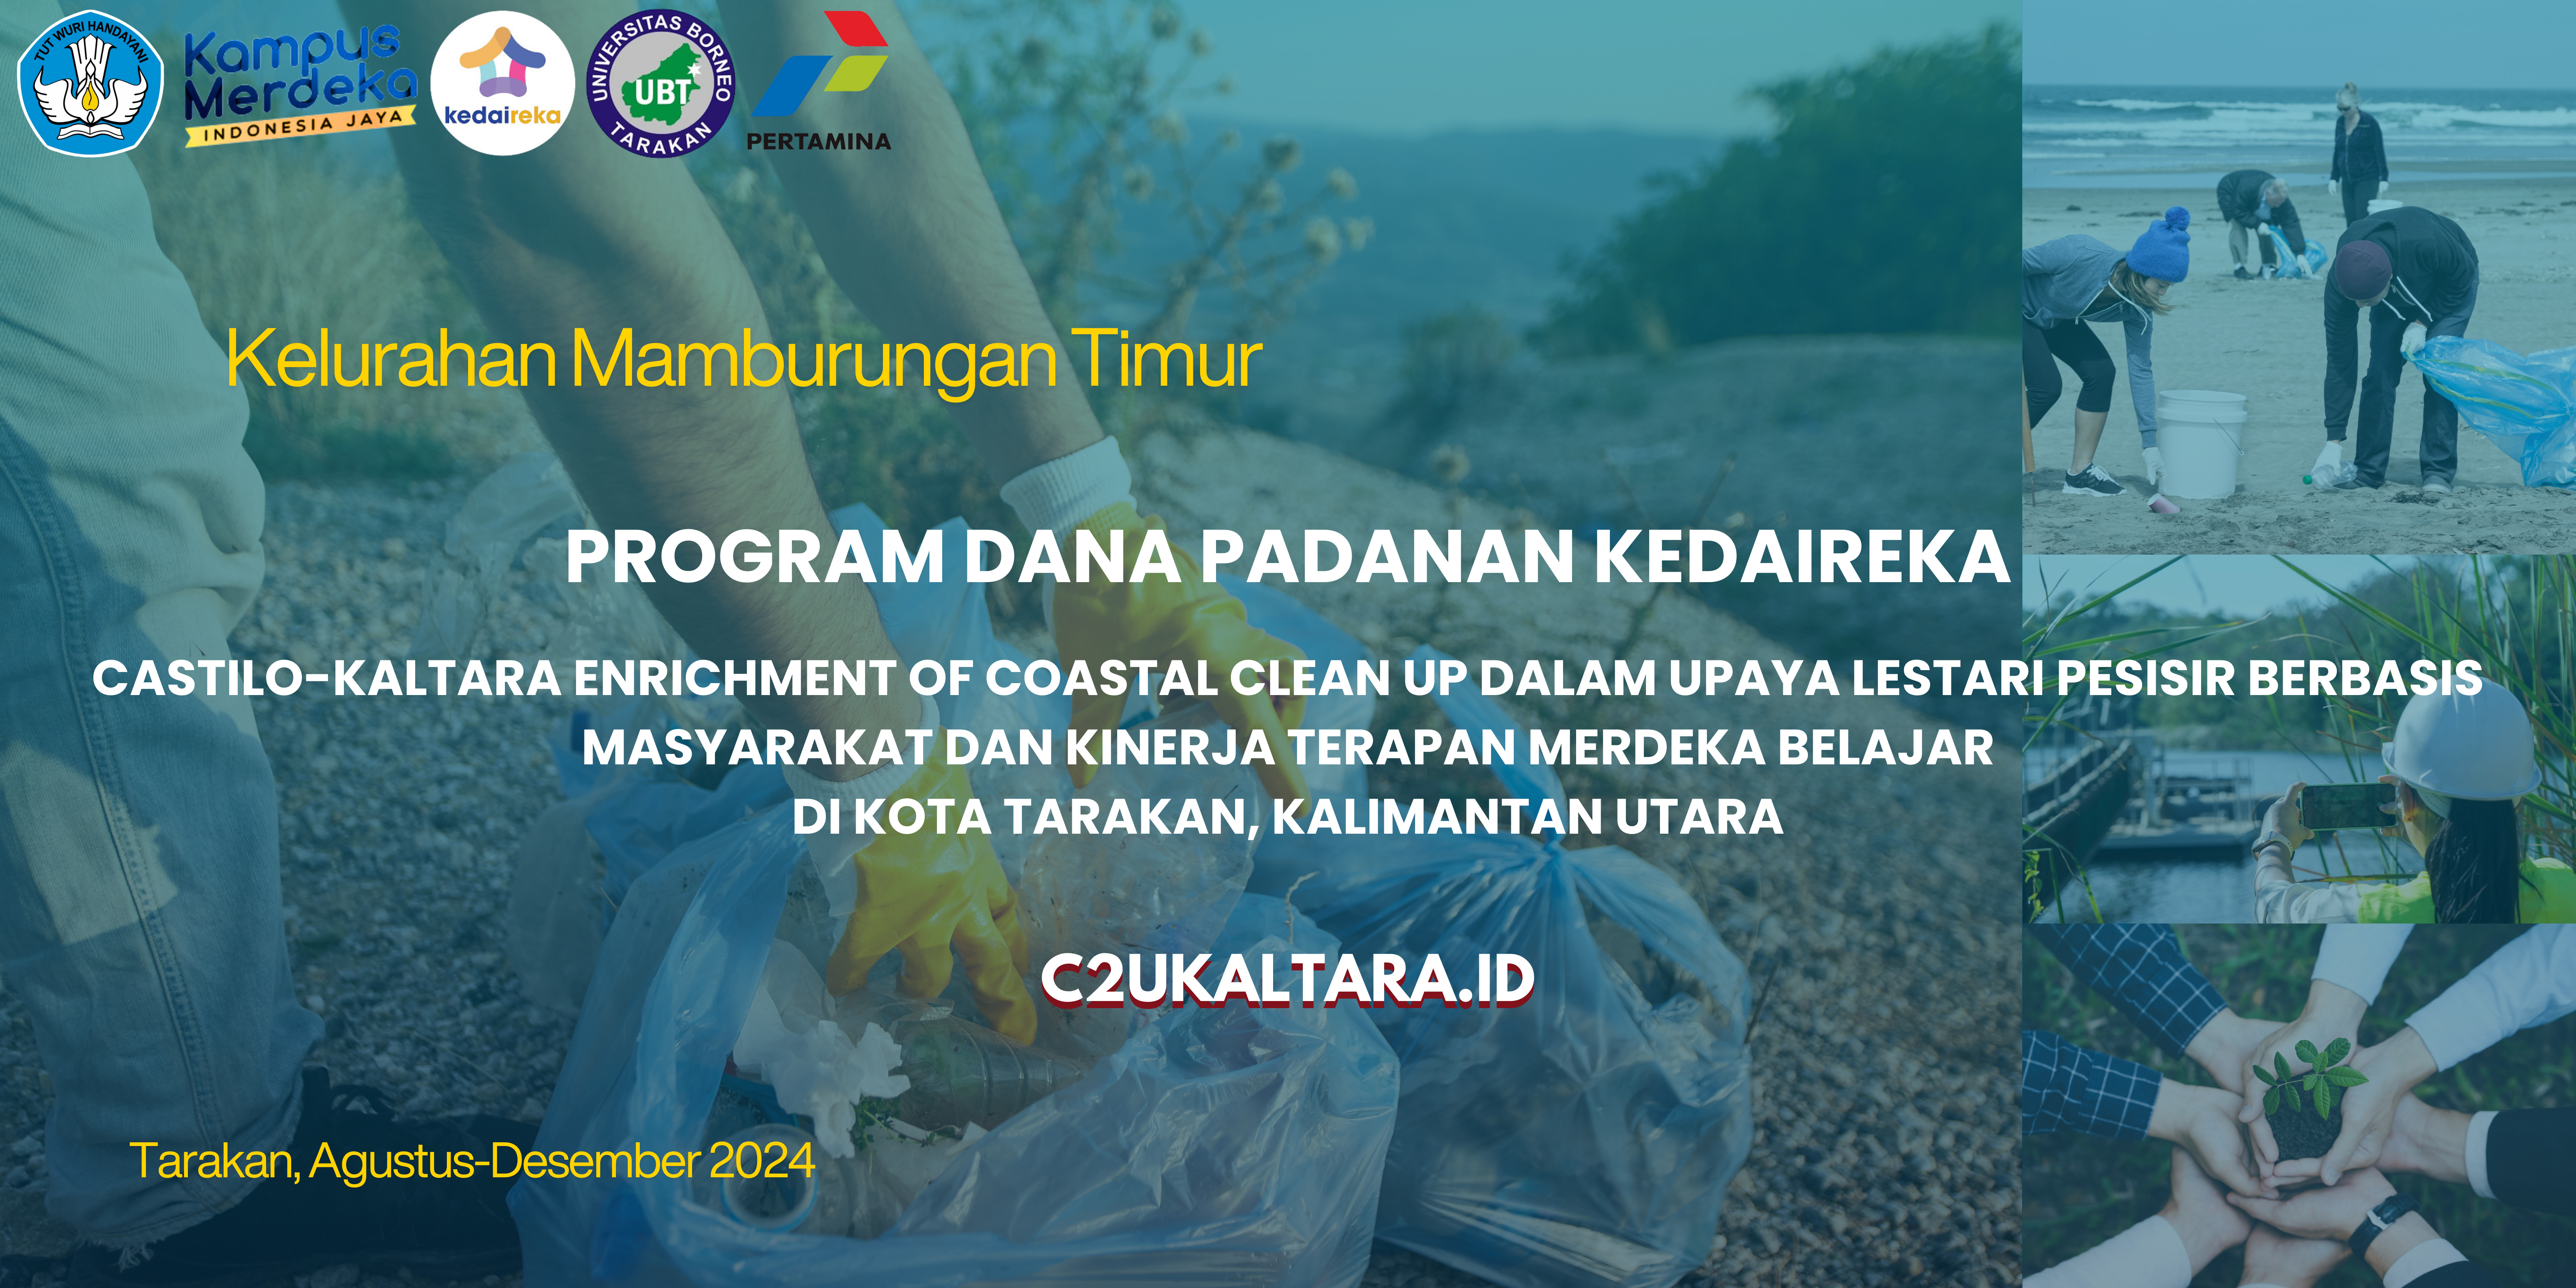 TUT WURI HANDAYANI
Kampus
Merdeka
INDONESIA JAYA
kedaireka
UNIVERSITAS BORNEO
UBT
TARAKAN
PERTAMINA
Kelurahan Mamburungan Timur
PROGRAM DANA PADANAN KEDAIREKA
CASTILO-KALTARA ENRICHMENT OF COASTAL CLEAN UP DALAM UPAYA LESTARI PESISIR BERBASIS
MASYARAKAT DAN KINERJA TERAPAN MERDEKA BELAJAR
DI KOTA TARAKAN, KALIMANTAN UTARA
C2UKALTARA.ID
Tarakan, Agustus-Desember 2024